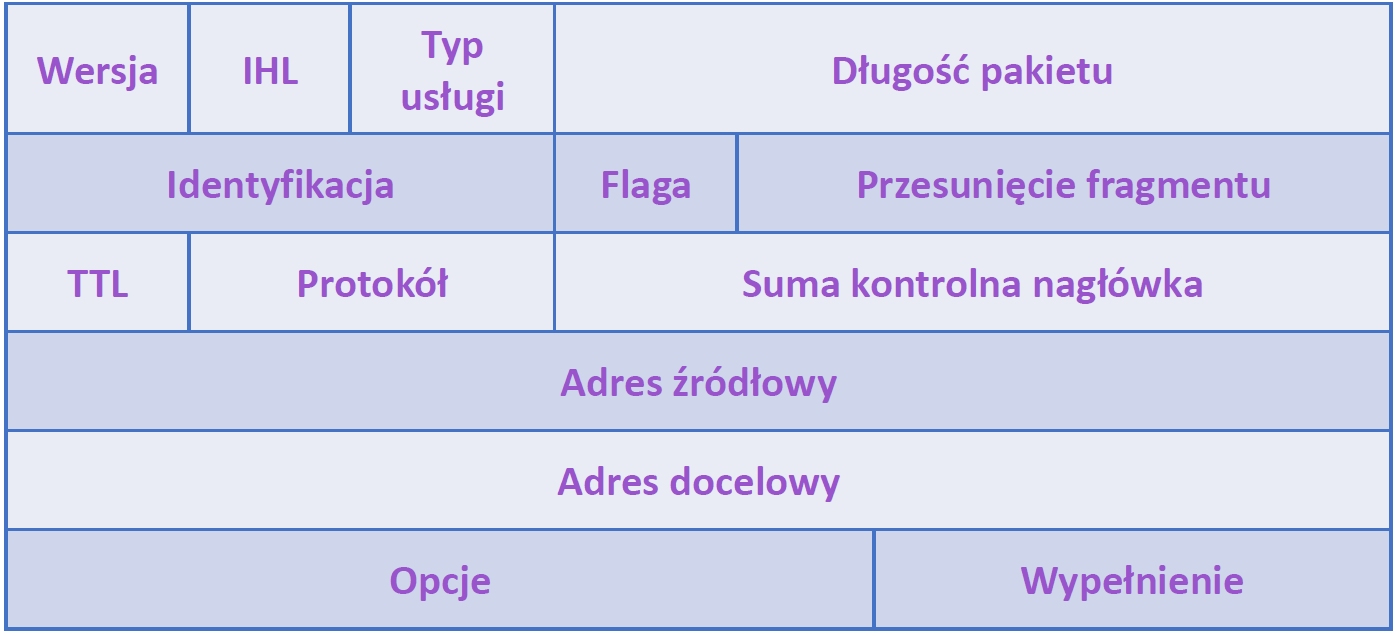 Wersja
IHL
Typ
usługi
Długość pakietu
Identyfikacja
Flaga
Przesunięcie fragmentu
TTL
Protokół
Suma kontrolna nagłówka
Adres źródłowy
Adres docelowy
Opcje
Wypełnienie